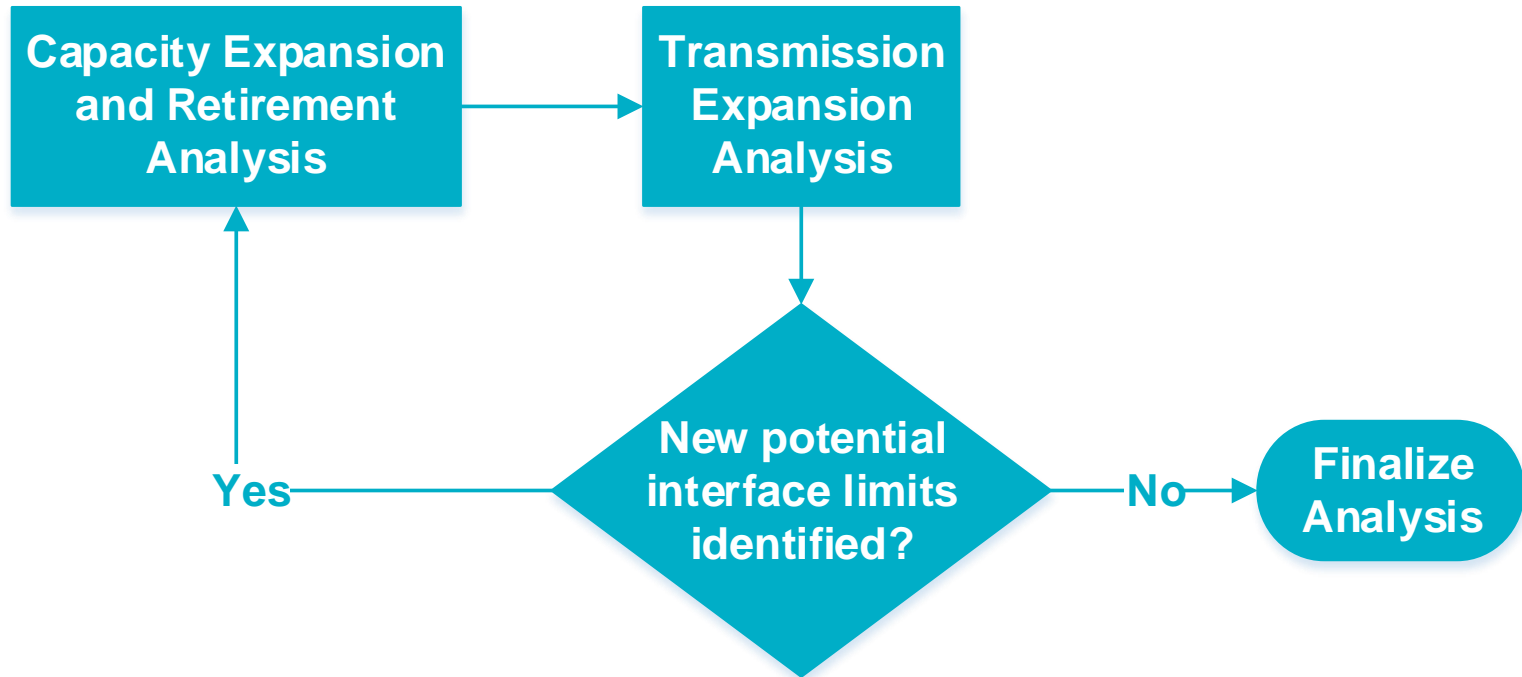 Capacity Expansion
and Retirement
Analysis
Transmission
Expansion
Analysis
New potential
interface limits
identified?
Yes
No
Finalize
Analysis